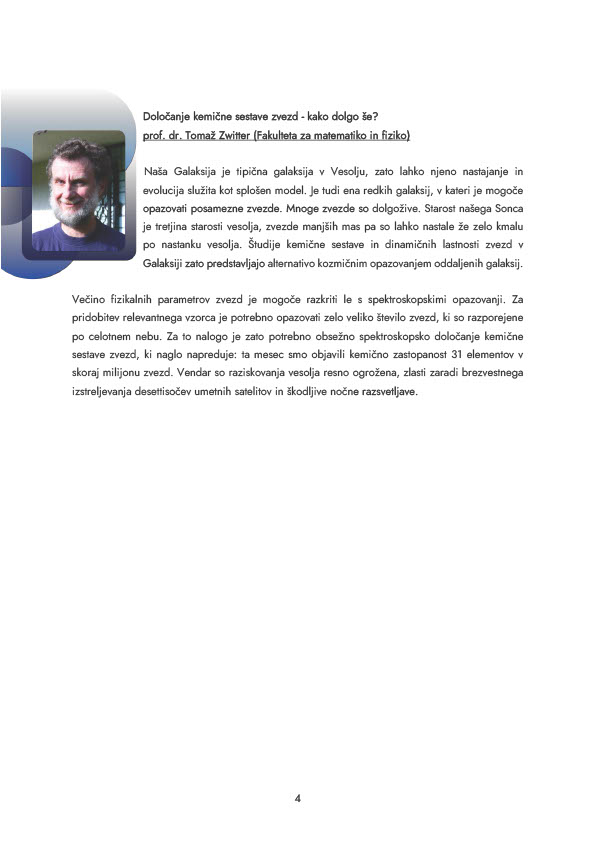 Določanje kemične sestave zvezd - kako dolgo še?
prof. dr. Tomaž Zwitter (Fakulteta za matematiko in fiziko)
Naša Galaksija je tipična galaksija v Vesolju, zato lahko njeno nastajanje in
evolucija služita kot splošen model. Je tudi ena redkih galaksij, v kateri je mogoče
opazovati posamezne zvezde. Mnoge zvezde so dolgožive. Starost našega Sonca
je tretjina starosti vesolja, zvezde manjših mas pa so lahko nastale že zelo kmalu
po nastanku vesolja. Študije kemične sestave in dinamičnih lastnosti zvezd v
Galaksiji zato predstavljajo alternativo kozmičnim opazovanjem oddaljenih galaksij.
Večino fizikalnih parametrov zvezd je mogoče razkriti le s spektroskopskimi opazovanji. Za
pridobitev relevantnega vzorca je potrebno opazovati zelo veliko število zvezd, ki so razporejene
po celotnem nebu. Za to nalogo je zato potrebno obsežno spektroskopsko določanje kemične
sestave zvezd, ki naglo napreduje: ta mesec smo objavili kemično zastopanost 31 elementov v
skoraj milijonu zvezd. Vendar so raziskovanja vesolja resno ogrožena, zlasti zaradi brezvestnega
izstreljevanja desettisočev umetnih satelitov in škodljive nočne razsvetljave.
4